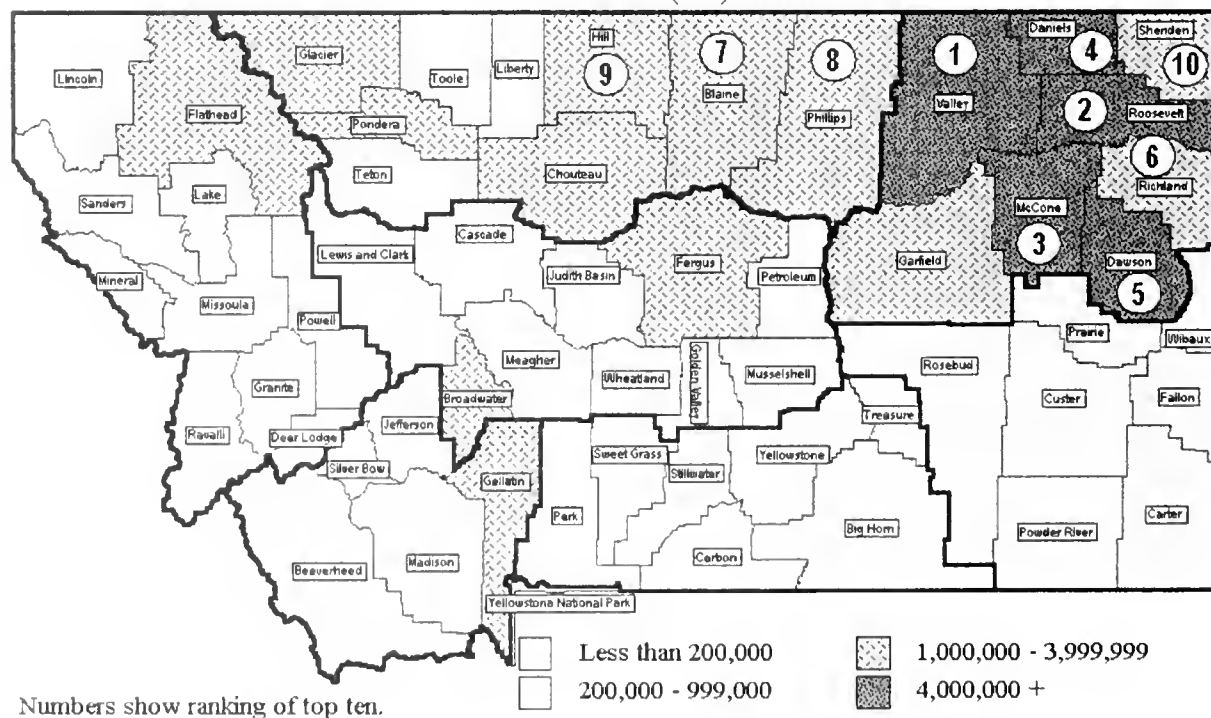 Hill
7
Daniels
Shenden
Glacier
1
4
8
Lincoln
Toole
Liberty
9
10
Blaine
Valley
2
Flathead
Roosevelt
Phillips
Pondera
6
Teton
Chouteau
Richland
Lake
Sanders
McCone
Cascade
Lewis and Clark
3
Dawson
Judith Basin
Fergus
Garfield
Petroleum
Mineral
5
Missoula
Powell
Prairie
Wibaux
Meagher
Rosebud
Wheatland
Golden Valley
Musselshell
Granite
Broadwater
Custer
Fallon
Treasure
Jefferson
Ravalli
Deer Lodge
Sweet Grass
Yellowstone
Silver Bow
Stillwater
Gallatin
Park
Carter
Big Horn
Powder River
Madison
Carbon
Beaverhead
Yellowstone National Park
Less than 200,000
1,000,000 - 3,999,999
200,000 - 999,000
4,000,000 +
Numbers show ranking of top ten.